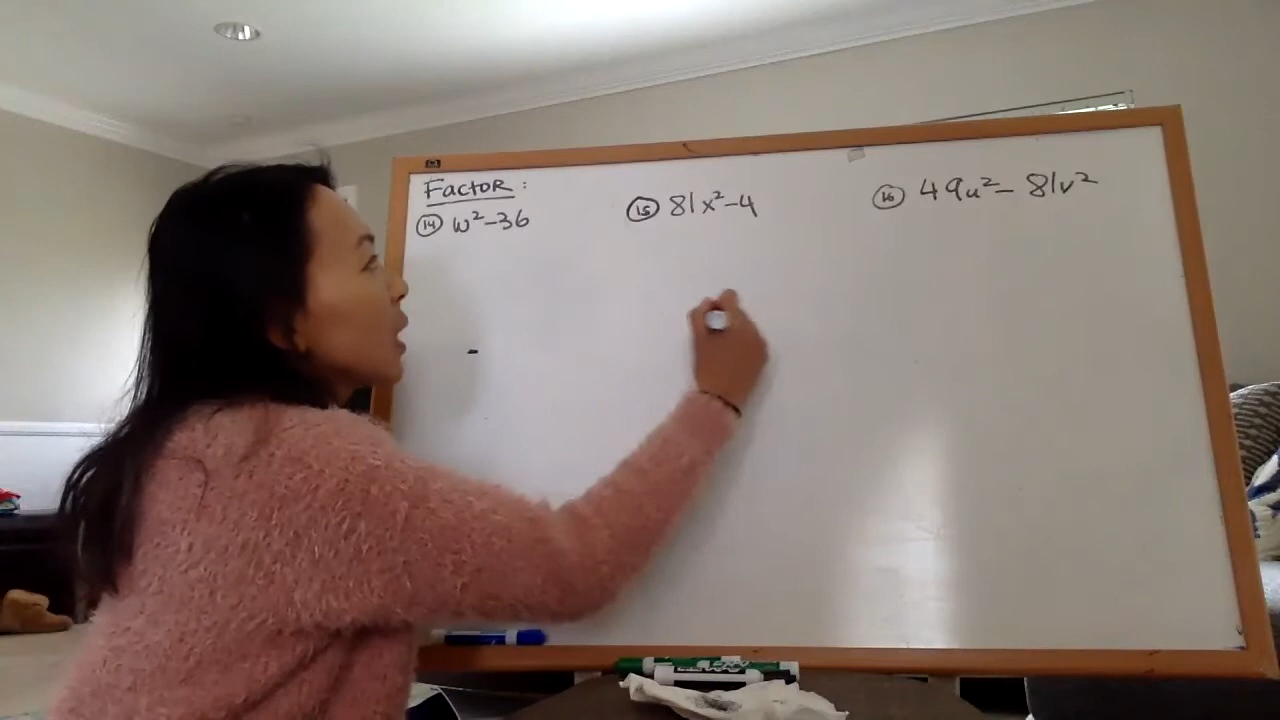 Factor:
⑭ w²-36
⑮ 81x²-4
⑯ 49u²- 81v²